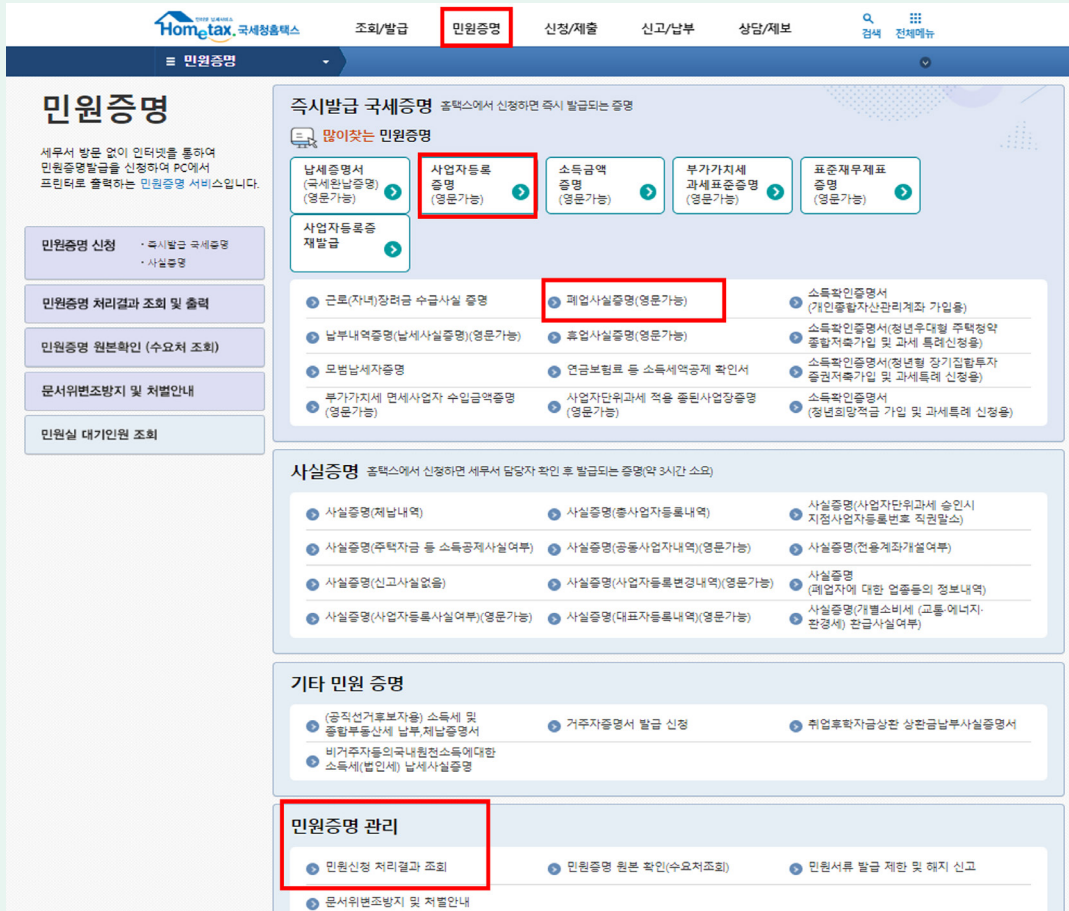 인터넷 납세서비스
Hometax. 국세청홈택스
조회/발급
민원증명
신청/제출
신고/납부
상담/제보
검색
전체메뉴
민원증명
민원증명
세무서 방문 없이 인터넷을 통하여
민원증명발급을 신청하여 PC에서
프린터로 출력하는 민원증명 서비스입니다.
민원증명 신청
· 즉시발급 국세증명
· 사실증명
민원증명 처리결과 조회 및 출력
민원증명 원본확인 (수요처 조회)
문서위변조방지 및 처벌안내
민원실 대기인원 조회
즉시발급 국세증명 홈택스에서 신청하면 즉시 발급되는 증명
많이찾는 민원증명
납세증명서
(국세완납증명)
(영문가능)
사업자등록
증명
(영문가능)
소득금액
증명
(영문가능)
부가가치세
과세표준증명
(영문가능)
표준재무제표
증명
(영문가능)
사업자등록증
재발급
근로(자녀)장려금 수급사실 증명
폐업사실증명(영문가능)
소득확인증명서
(개인종합자산관리계좌 가입용)
납부내역증명(납세사실증명)(영문가능)
휴업사실증명(영문가능)
소득확인증명서(청년우대형 주택청약
종합저축가입 및 과세 특례신청용)
모범납세자증명
연금보험료 등 소득세액공제 확인서
소득확인증명서(청년형 장기집합투자
증권저축가입 및 과세특례 신청용)
부가가치세 면세사업자 수입금액증명
(영문가능)
사업자단위과세 적용 종된사업장증명
(영문가능)
소득확인증명서
(청년희망적금 가입 및 과세특례 신청용)
사실증명 홈택스에서 신청하면 세무서 담당자 확인 후 발급되는 증명(약 3시간 소요)
사실증명(체납내역)
사실증명(총사업자등록내역)
사실증명(사업자단위과세 승인시
지점사업자등록번호 직권말소)
사실증명(주택자금 등 소득공제사실여부)
사실증명(공동사업자내역)(영문가능)
사실증명(전용계좌개설여부)
사실증명(신고사실없음)
사실증명(사업자등록변경내역)(영문가능)
사실증명
(폐업자에 대한 업종등의 정보내역)
사실증명(사업자등록사실여부)(영문가능)
사실증명(대표자등록내역)(영문가능)
사실증명(개별소비세 (교통·에너지·
환경세) 환급사실여부)
기타 민원 증명
(공직선거후보자용) 소득세 및
종합부동산세 납부,체납증명서
거주자증명서 발급 신청
취업후학자금상환 상환금납부사실증명서
비거주자등의국내원천소득에대한
소득세(법인세) 납세사실증명
민원증명 관리
민원신청 처리결과 조회
민원증명 원본 확인(수요처조회)
민원서류 발급 제한 및 해지 신고
문서위변조방지 및 처벌안내